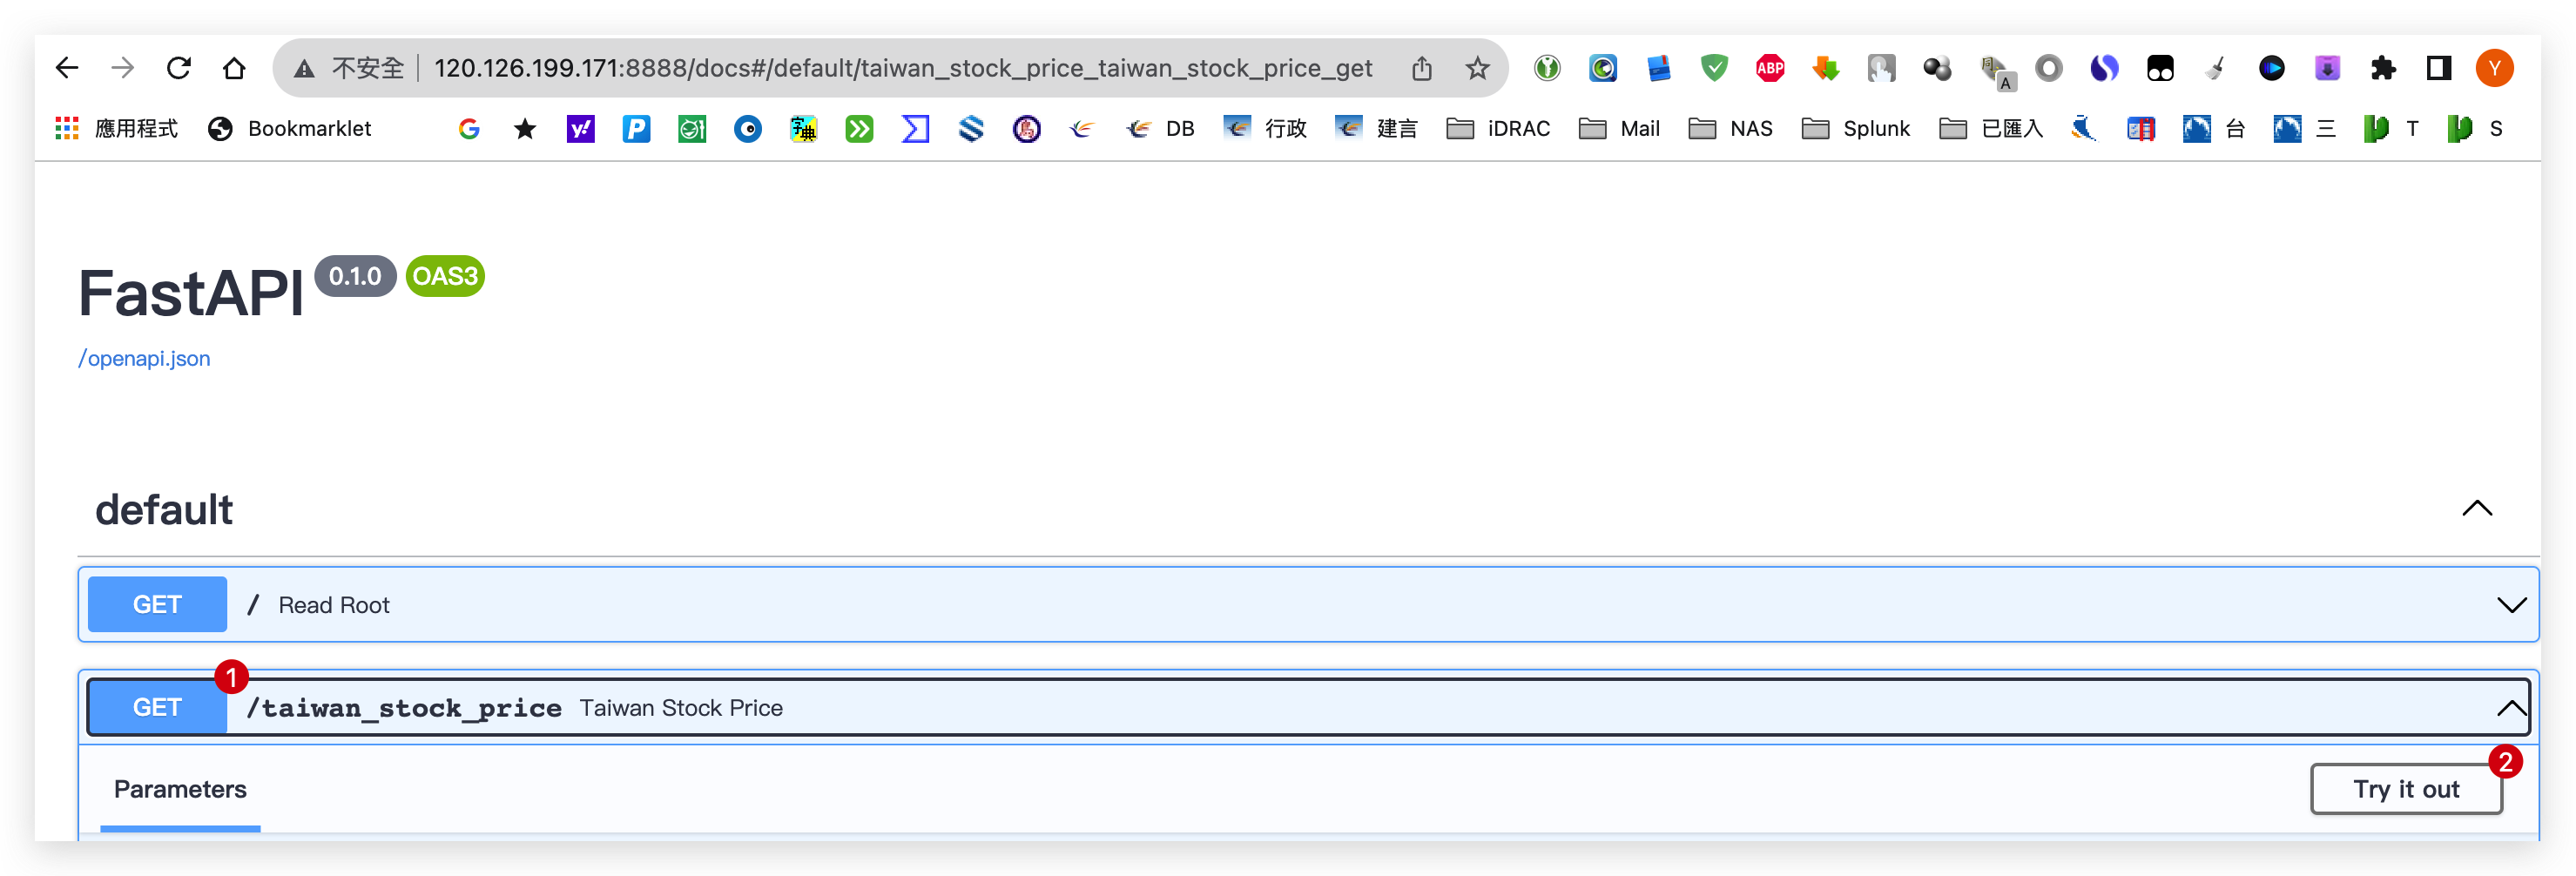 不安全 120.126.199.171:8888/docs#/default/taiwan_stock_price_taiwan_stock_price_get ABP A Y
應用程式 Bookmarklet y! P 字典 DB 行政 建言 iDRAC Mail NAS Splunk 已匯入 台 三 T S
FastAPI 0.1.0 OAS3
/openapi.json
default
GET / Read Root
1
GET /taiwan_stock_price Taiwan Stock Price
2
Parameters Try it out